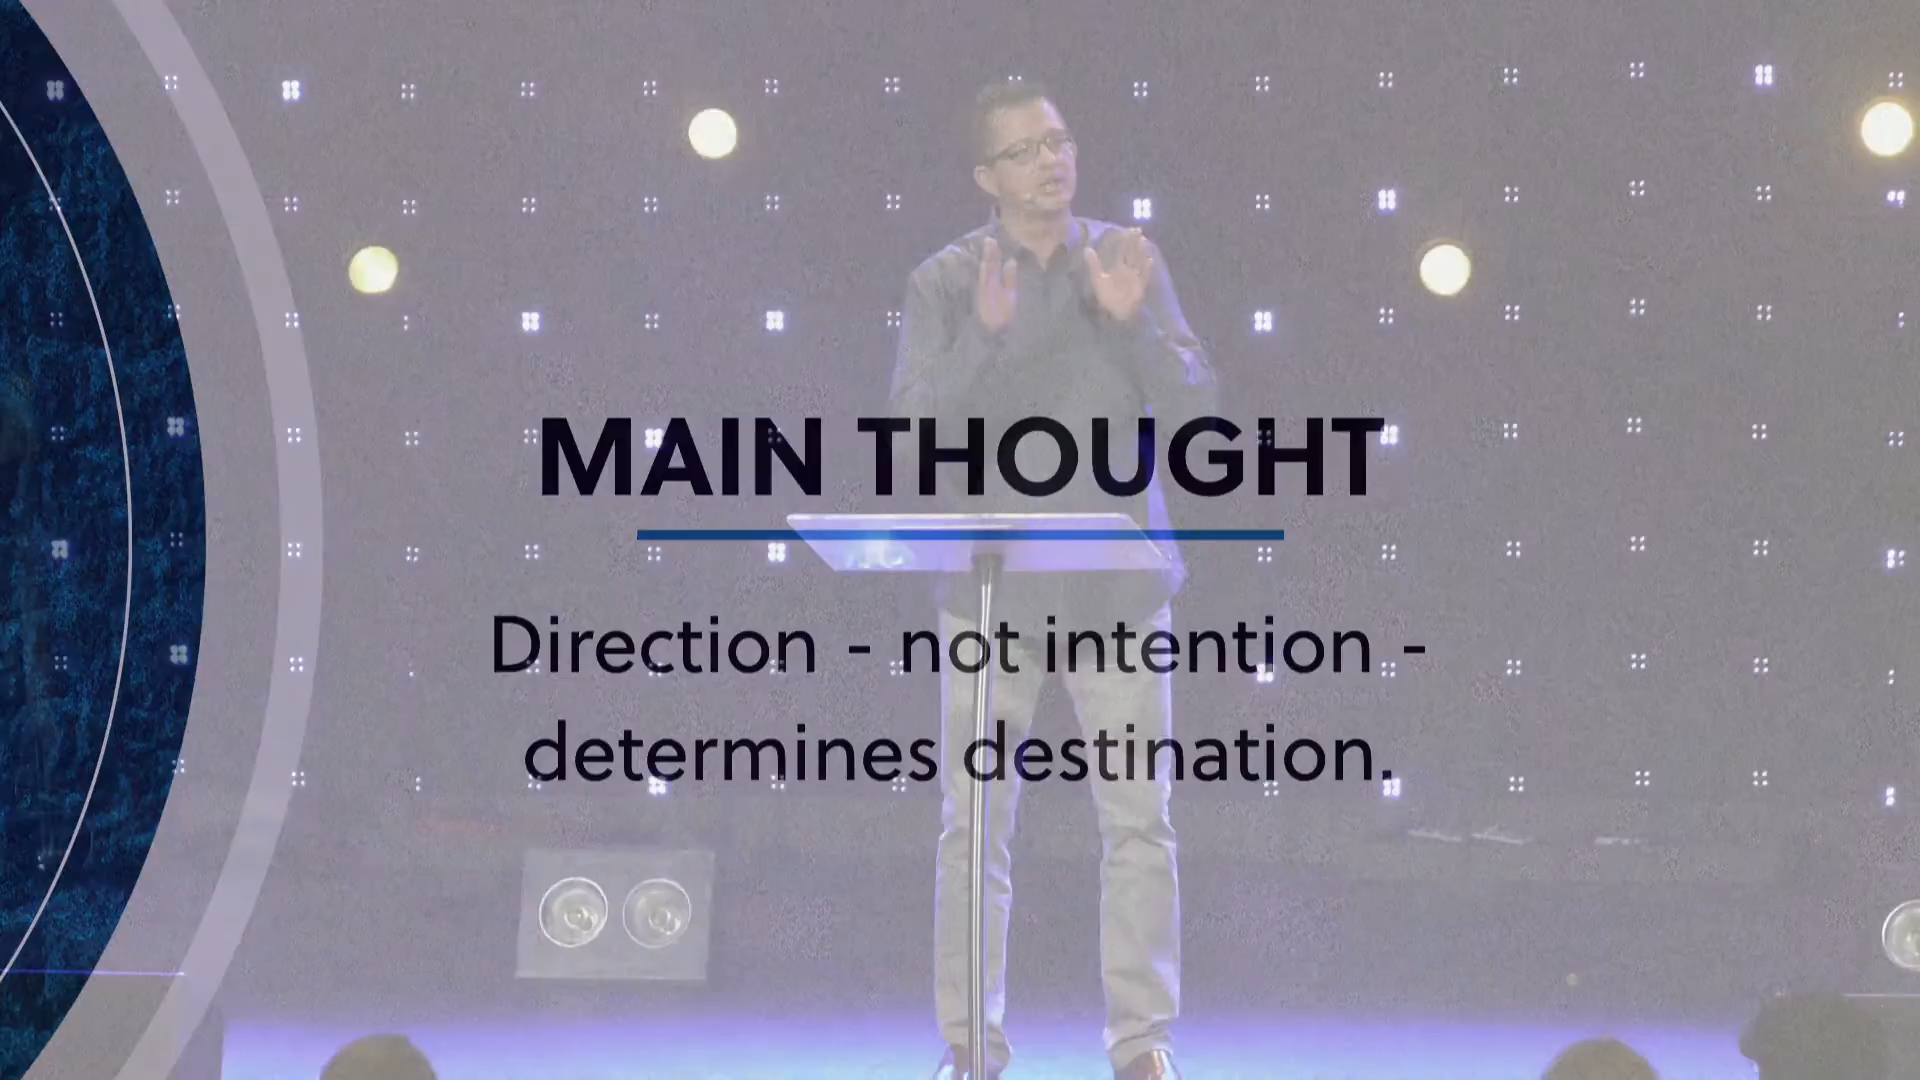 MAIN THOUGHT
Direction - not intention -
determines destination.